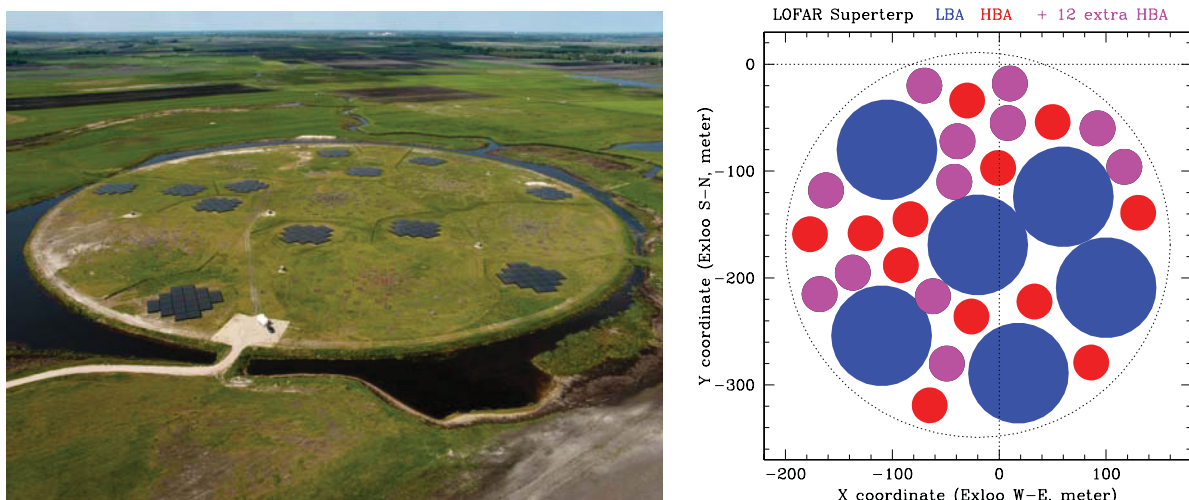 LOFAR Superterp LBA HBA + 12 extra HBA
Y coordinate (Exloo S-N, meter)
0
-100
-200
-300
-200 -100 0 100
X coordinate (Exloo W-E, meter)